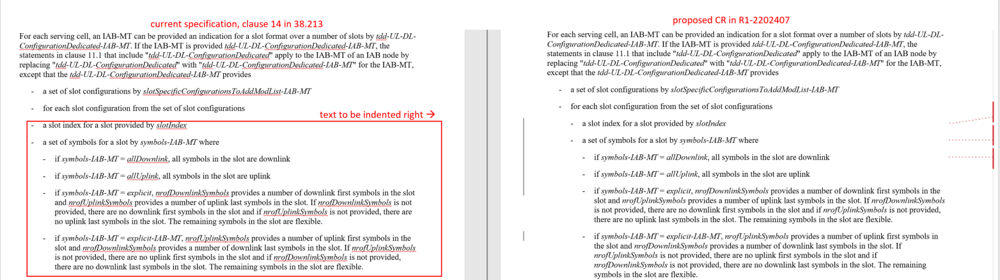 current specification, clause 14 in 38.213
For each serving cell, an IAB-MT can be provided an indication for a slot format over a number of slots by tdd-UL-DL-
ConfigurationDedicated-IAB-MT. If the IAB-MT is provided tdd-UL-DL-ConfigurationDedicated-IAB-MT, the
statements in clause 11.1 that include "tdd-UL-DL-ConfigurationDedicated" apply to the IAB-MT of an IAB node by
replacing "tdd-UL-DL-ConfigurationDedicated" with "tdd-UL-DL-ConfigurationDedicated-IAB-MT" for the IAB-MT,
except that the tdd-UL-DL-ConfigurationDedicated-IAB-MT provides
- a set of slot configurations by slotSpecificConfigurationsToAddModList-IAB-MT
- for each slot configuration from the set of slot configurations
text to be indented right →
- a slot index for a slot provided by slotIndex
- a set of symbols for a slot by symbols-IAB-MT where
- if symbols-IAB-MT = allDownlink, all symbols in the slot are downlink
- if symbols-IAB-MT = allUplink, all symbols in the slot are uplink
- if symbols-IAB-MT = explicit, nrofDownlinkSymbols provides a number of downlink first symbols in the slot
and nrofUplinkSymbols provides a number of uplink last symbols in the slot. If nrofDownlinkSymbols is not
provided, there are no downlink first symbols in the slot and if nrofUplinkSymbols is not provided, there are
no uplink last symbols in the slot. The remaining symbols in the slot are flexible.
- if symbols-IAB-MT = explicit-IAB-MT, nrofUplinkSymbols provides a number of uplink first symbols in the
slot and nrofDownlinkSymbols provides a number of downlink last symbols in the slot. If nrofUplinkSymbols
is not provided, there are no uplink first symbols in the slot and if nrofDownlinkSymbols is not provided,
there are no downlink last symbols in the slot. The remaining symbols in the slot are flexible.
proposed CR in R1-2202407
For each serving cell, an IAB-MT can be provided an indication for a slot format over a number of slots by tdd-UL-
DL-ConfigurationDedicated-IAB-MT. If the IAB-MT is provided tdd-UL-DL-ConfigurationDedicated-IAB-MT, the
statements in clause 11.1 that include "tdd-UL-DL-ConfigurationDedicated" apply to the IAB-MT of an IAB node by
replacing "tdd-UL-DL-ConfigurationDedicated" with "tdd-UL-DL-ConfigurationDedicated-IAB-MT" for the IAB-MT,
except that the tdd-UL-DL-ConfigurationDedicated-IAB-MT provides
- a set of slot configurations by slotSpecificConfigurationsToAddModList-IAB-MT
- for each slot configuration from the set of slot configurations
- a slot index for a slot provided by slotIndex
- a set of symbols for a slot by symbols-IAB-MT where
- if symbols-IAB-MT = allDownlink, all symbols in the slot are downlink
- if symbols-IAB-MT = allUplink, all symbols in the slot are uplink
- if symbols-IAB-MT = explicit, nrofDownlinkSymbols provides a number of downlink first symbols in the
slot and nrofUplinkSymbols provides a number of uplink last symbols in the slot. If nrofDownlinkSymbols
is not provided, there are no downlink first symbols in the slot and if nrofUplinkSymbols is not provided,
there are no uplink last symbols in the slot. The remaining symbols in the slot are flexible.
- if symbols-IAB-MT = explicit-IAB-MT, nrofUplinkSymbols provides a number of uplink first symbols in
the slot and nrofDownlinkSymbols provides a number of downlink last symbols in the slot. If
nrofUplinkSymbols is not provided, there are no uplink first symbols in the slot and if
nrofDownlinkSymbols is not provided, there are no downlink last symbols in the slot. The remaining
symbols in the slot are flexible.